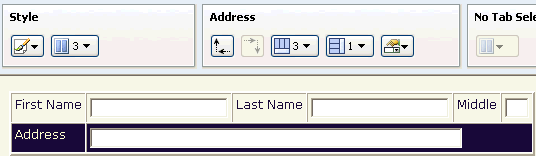 Style
Address
No Tab Sele
3
3
1
First Name
Last Name
Middle
Address